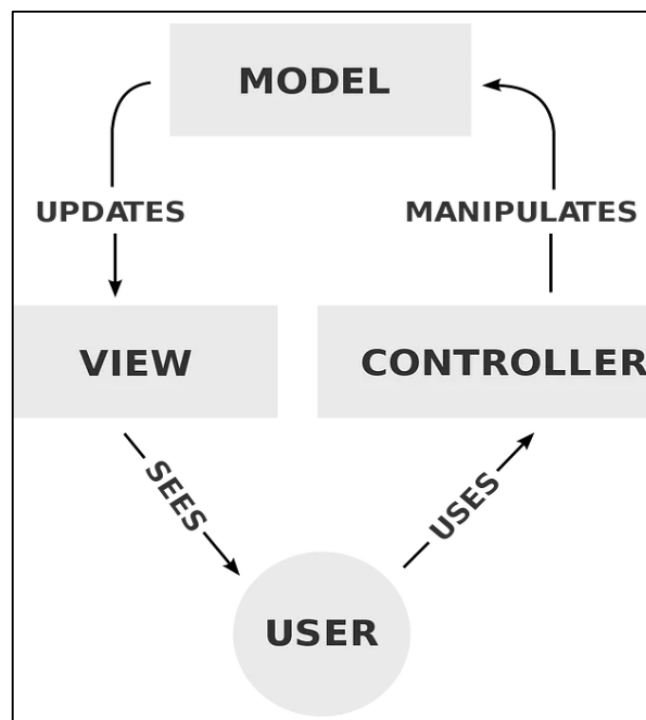 MODEL
UPDATES
MANIPULATES
VIEW
CONTROLLER
SEES
USES
USER